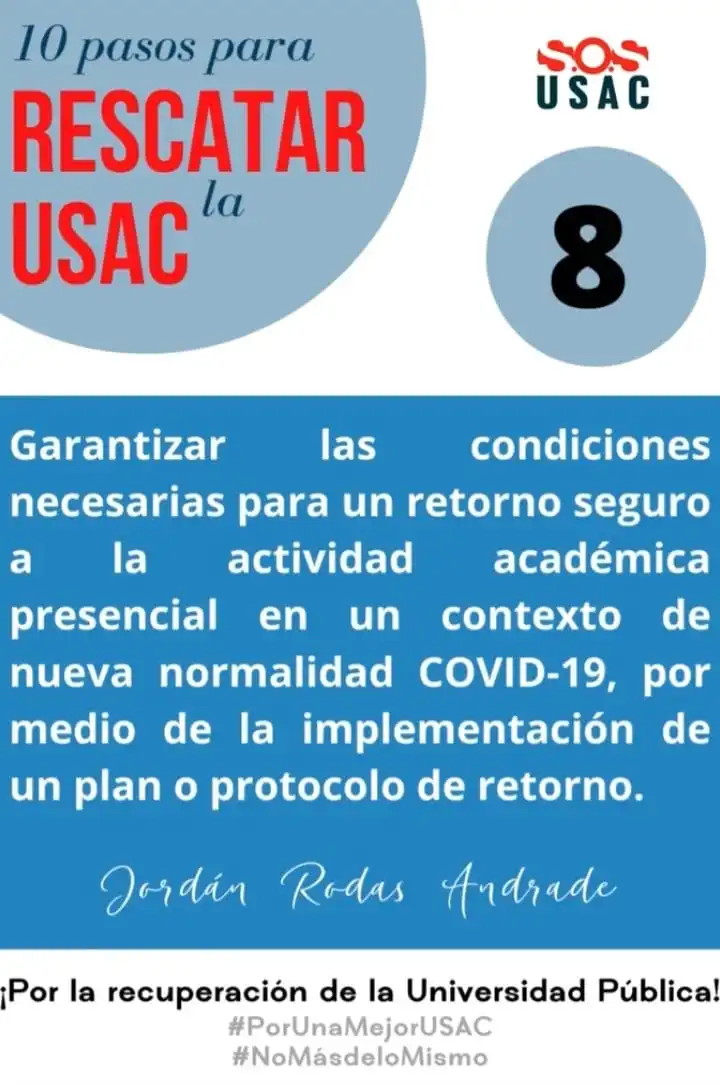 10 pasos para
RESCATAR
la
USAC
S.O.S
USAC
8
Garantizar las condiciones
necesarias para un retorno seguro
a la actividad académica
presencial en un contexto de
nueva normalidad COVID-19, por
medio de la implementación de
un plan o protocolo de retorno.
Jordán Rodas Andrade
¡Por la recuperación de la Universidad Pública!
#PorUnaMejorUSAC
#NoMásdeloMismo